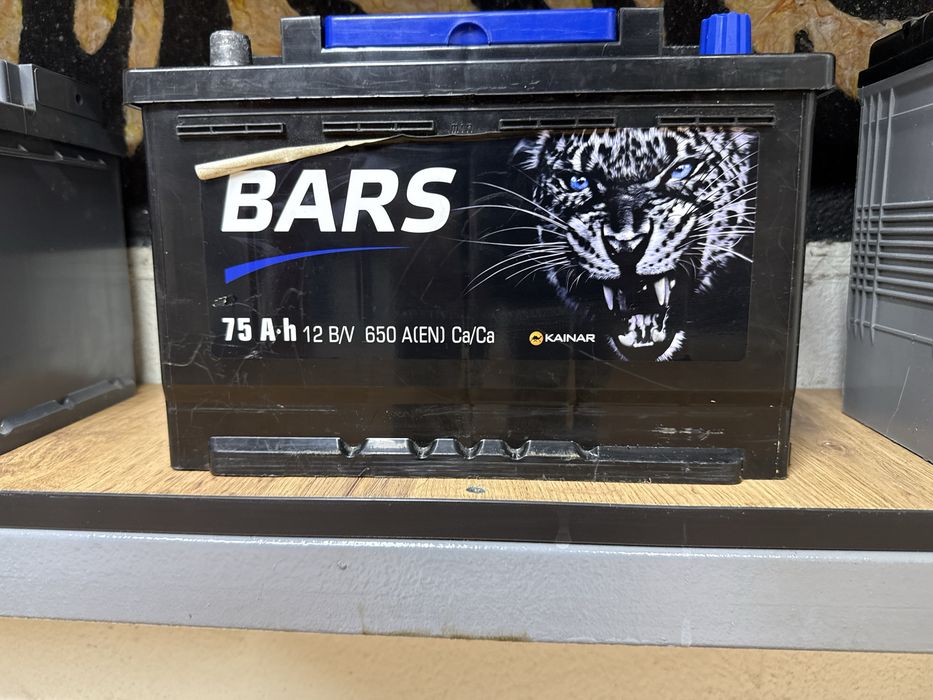 BARS
75 A·h 12 B/V 650 A(EN) Ca/Ca
KAINAR